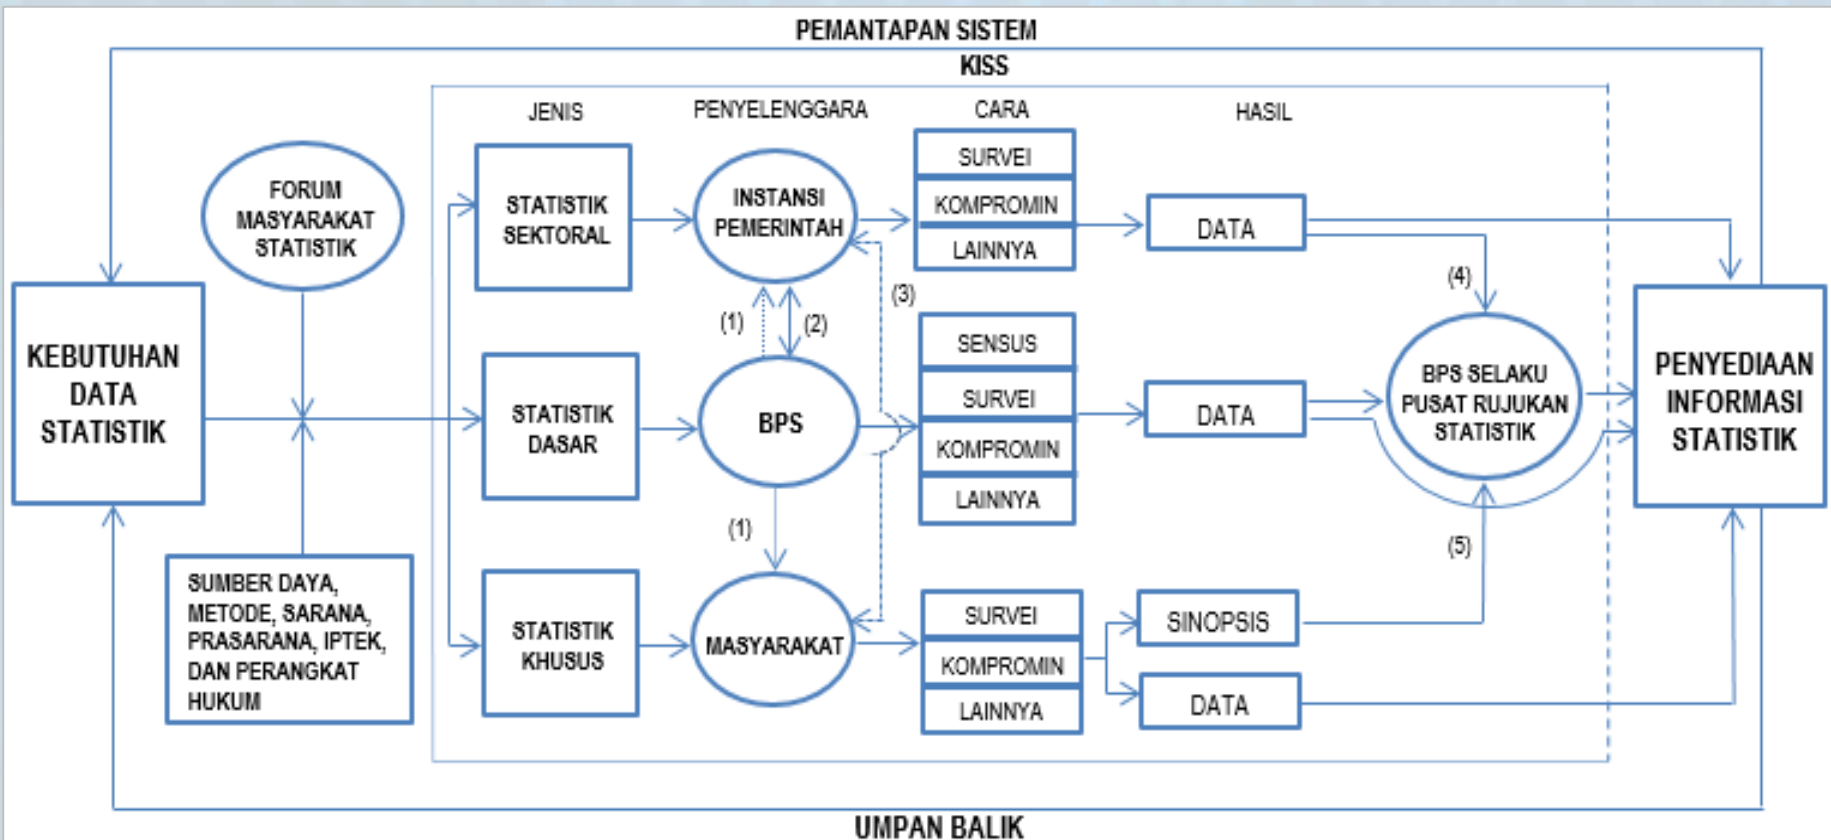 PEMANTAPAN SISTEM
KISS
JENIS
PENYELENGGARA
CARA
HASIL
FORUM
MASYARAKAT
STATISTIK
KEBUTUHAN
DATA
STATISTIK
SUMBER DAYA,
METODE, SARANA,
PRASARANA, IPTEK,
DAN PERANGKAT
HUKUM
STATISTIK
SEKTORAL
INSTANSI
PEMERINTAH
SURVEI
KOMPROMIN
LAINNYA
DATA
(1)
(2)
(3)
(4)
STATISTIK
DASAR
BPS
SENSUS
SURVEI
KOMPROMIN
LAINNYA
DATA
BPS SELAKU
PUSAT RUJUKAN
STATISTIK
PENYEDIAAN
INFORMASI
STATISTIK
(1)
(5)
STATISTIK
KHUSUS
MASYARAKAT
SURVEI
KOMPROMIN
LAINNYA
SINOPSIS
DATA
UMPAN BALIK